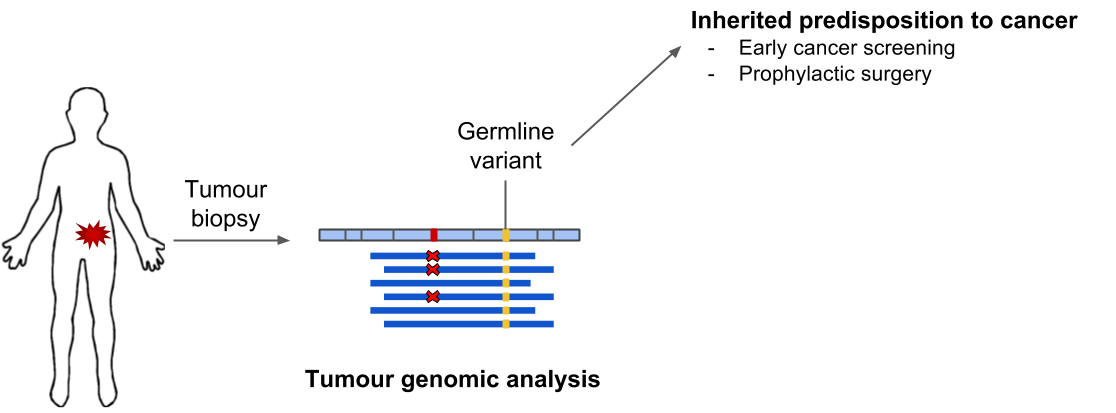 Inherited predisposition to cancer
- Early cancer screening
- Prophylactic surgery
Germline
variant
Tumour
biopsy
Tumour genomic analysis